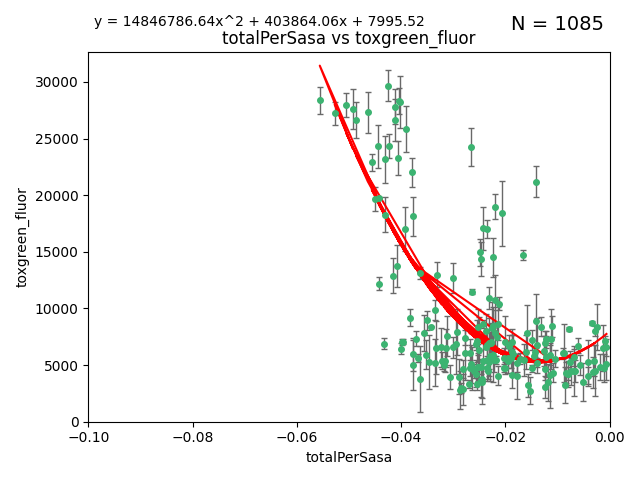 y = 14846786.64x^2 + 403864.06x + 7995.52
N = 1085
totalPerSasa vs toxgreen_fluor
30000
25000
20000
15000
10000
5000
0
toxgreen_fluor
−0.10
−0.08
−0.06
−0.04
−0.02
0.00
totalPerSasa